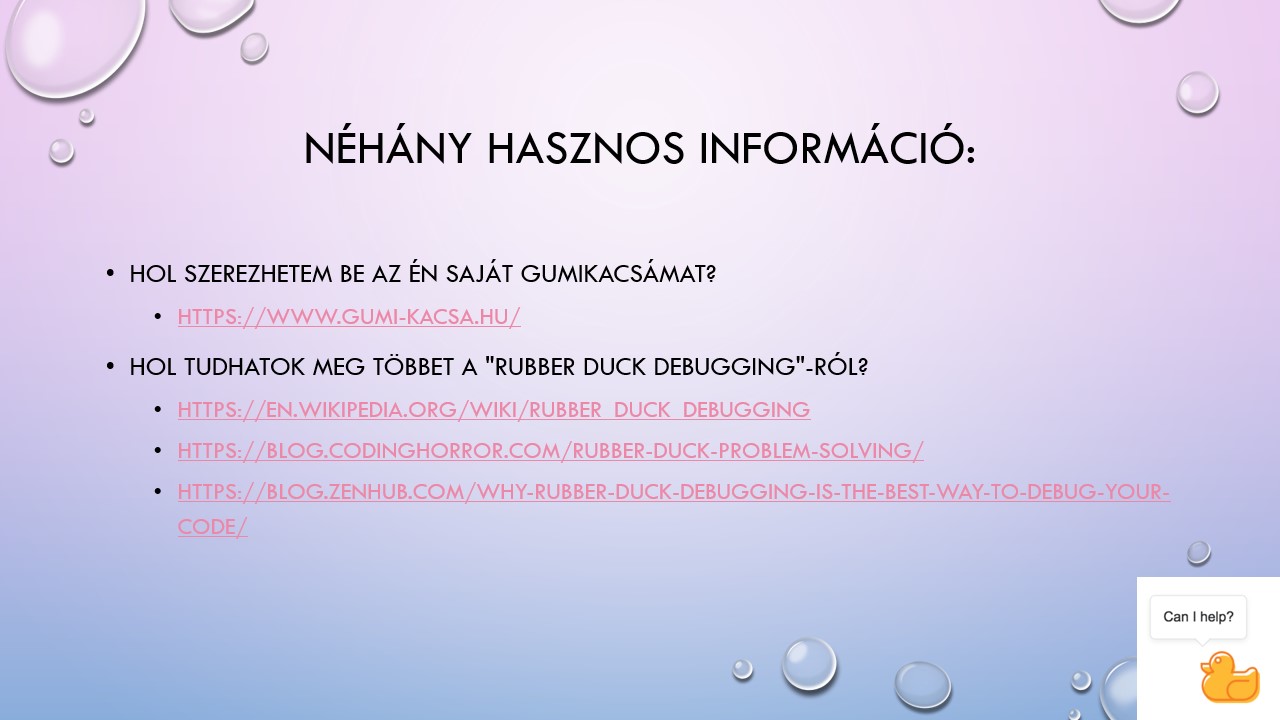 NÉHÁNY HASZNOS INFORMÁCIÓ:
• HOL SZEREZHETEM BE AZ ÉN SAJÁT GUMIKACSÁMAT?
• HTTPS://WWW.GUMI-KACSA.HU/
• HOL TUDHATOK MEG TÖBBET A "RUBBER DUCK DEBUGGING"-RÓL?
• HTTPS://EN.WIKIPEDIA.ORG/WIKI/RUBBER_DUCK_DEBUGGING
• HTTPS://BLOG.CODINGHORROR.COM/RUBBER-DUCK-PROBLEM-SOLVING/
• HTTPS://BLOG.ZENHUB.COM/WHY-RUBBER-DUCK-DEBUGGING-IS-THE-BEST-WAY-TO-DEBUG-YOUR-
CODE/
Can I help?